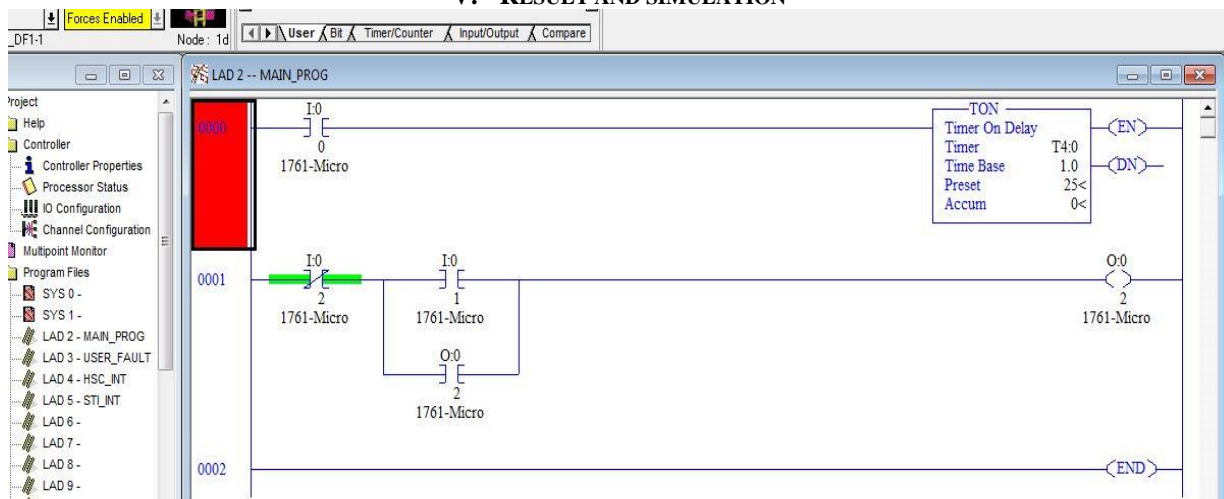 V. RESULT AND SIMULATION
Forces Enabled
_DF1-1
Node: 1d
User Bit Timer/Counter Input/Output Compare
LAD 2 -- MAIN_PROG
Project
Help
Controller
Controller Properties
Processor Status
IO Configuration
Channel Configuration
Multipoint Monitor
Program Files
SYS 0 -
SYS 1 -
LAD 2 - MAIN_PROG
LAD 3 - USER_FAULT
LAD 4 - HSC_INT
LAD 5 - STI_INT
LAD 6 -
LAD 7 -
LAD 8 -
LAD 9 -
0000
I:0
0
1761-Micro
TON
Timer On Delay
Timer T4:0
Time Base 1.0
Preset 25<
Accum 0<
EN
DN
0001
I:0
2
1761-Micro
I:0
1
1761-Micro
O:0
2
1761-Micro
O:0
2
1761-Micro
0002
END